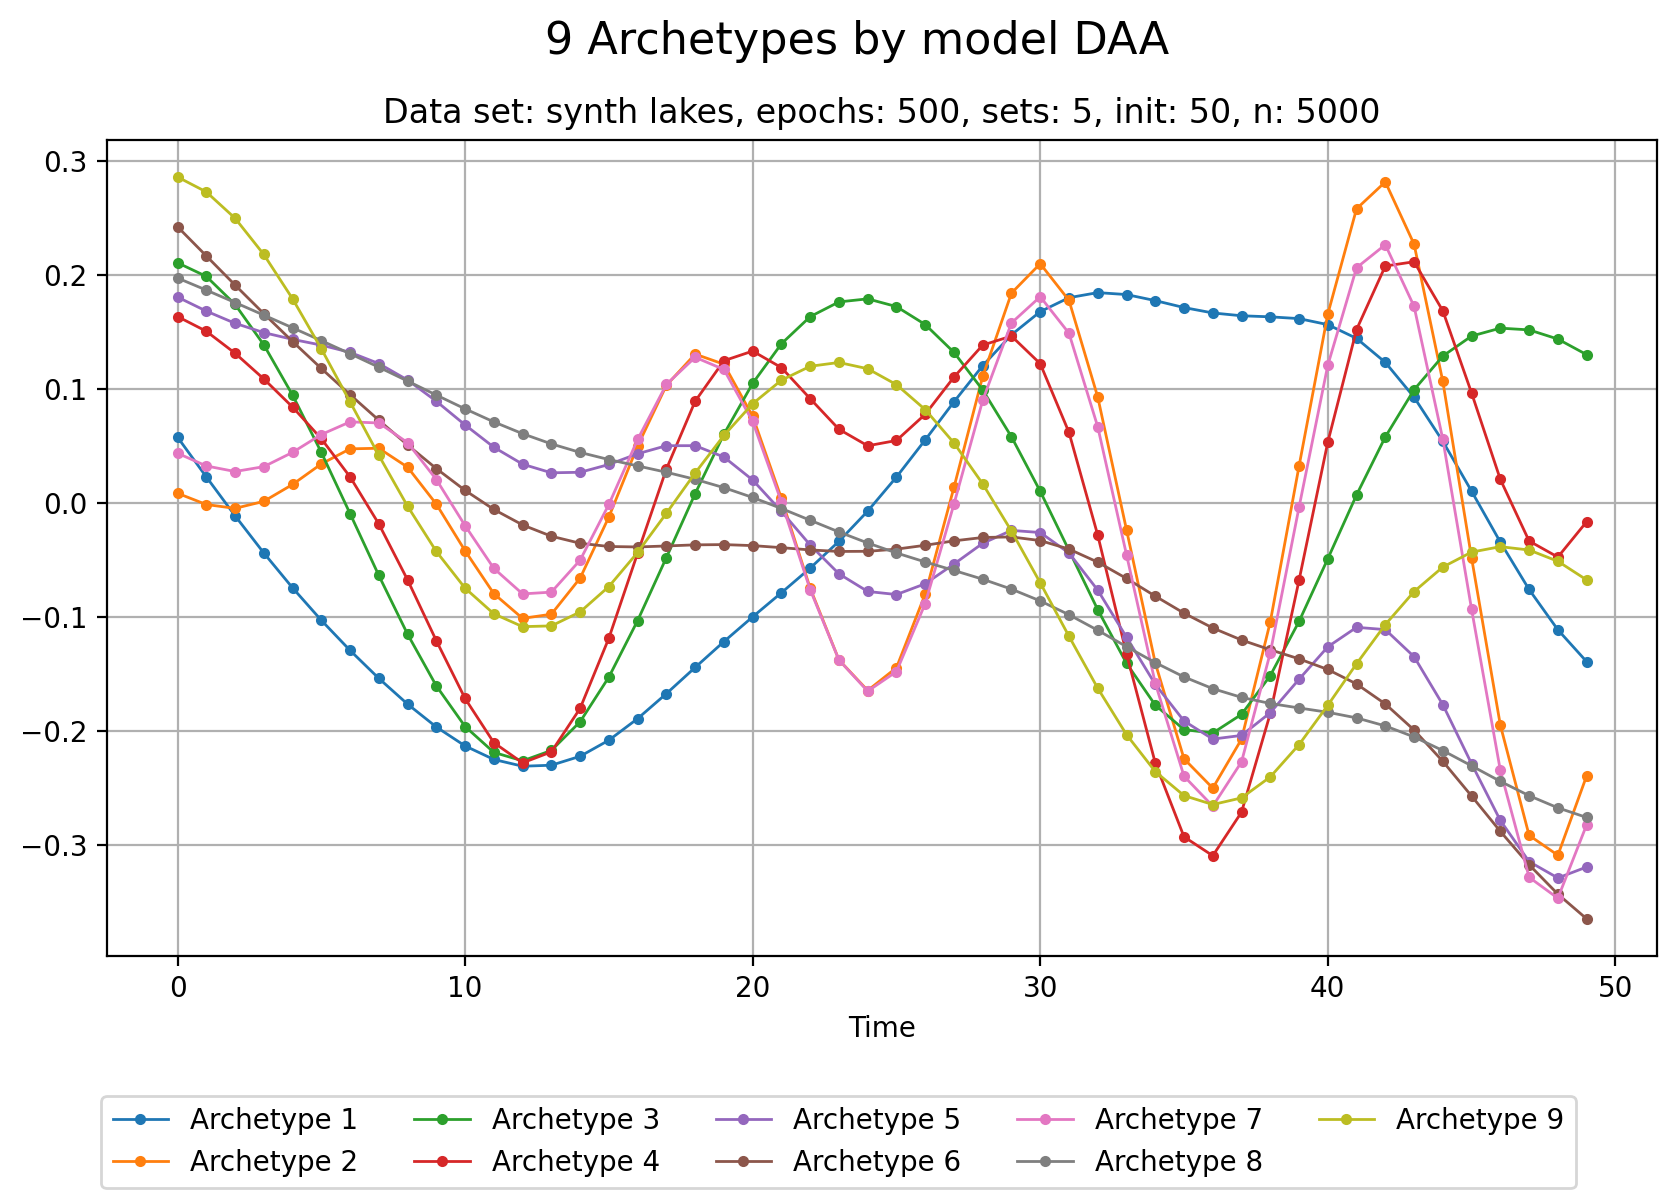 9 Archetypes by model DAA
Data set: synth lakes, epochs: 500, sets: 5, init: 50, n: 5000
0.3
0.2
0.1
0.0
−0.1
−0.2
−0.3
0 10 20 30 40 50
Time
Archetype 1 Archetype 3 Archetype 5 Archetype 7 Archetype 9
Archetype 2 Archetype 4 Archetype 6 Archetype 8